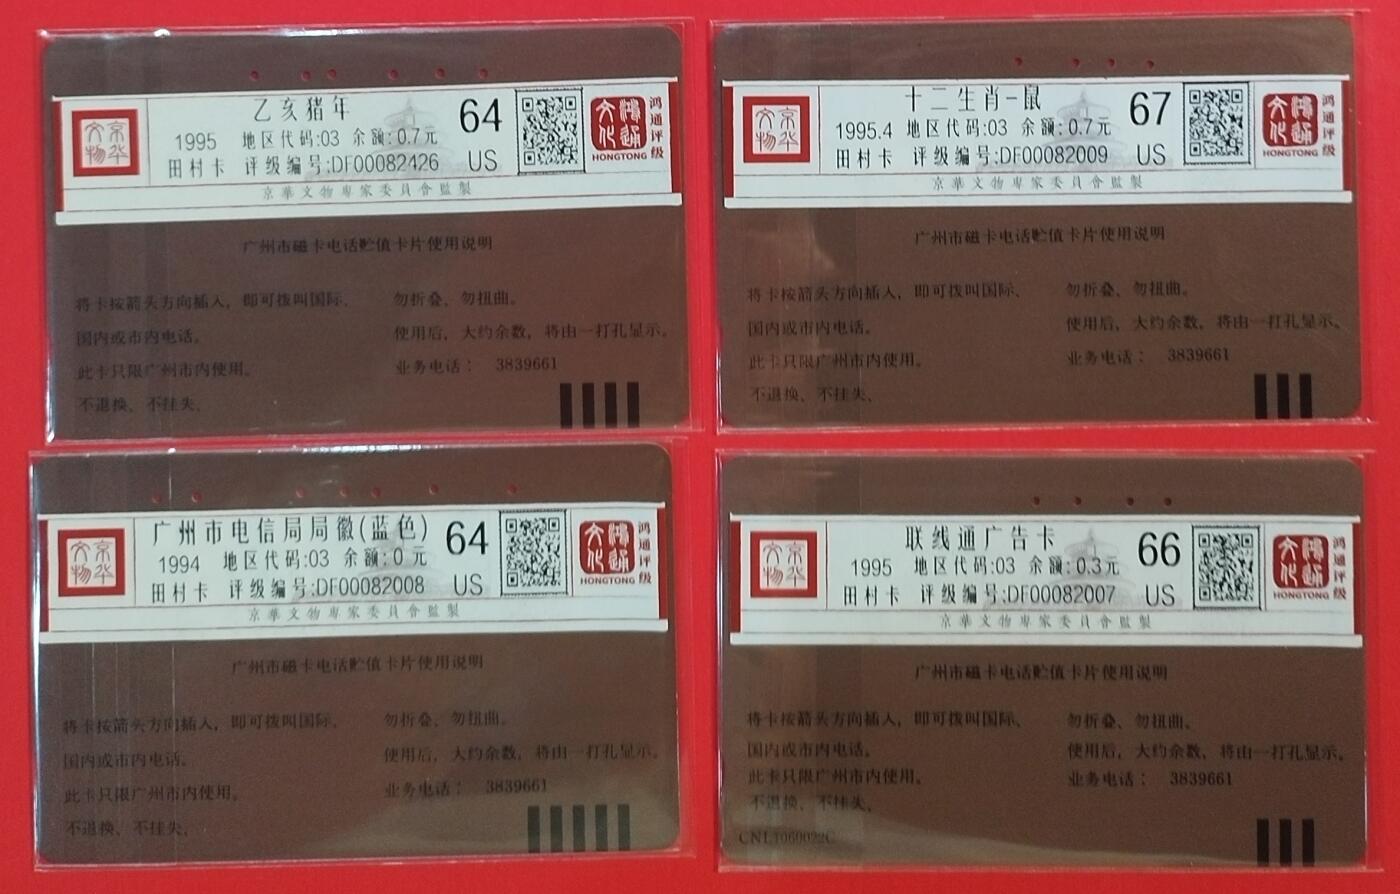 乙亥猪年
1995 地区代码:03 余额:0.7元
田村卡 评级编号:DF00082426
64
US
京华文物
鸿通文化
HONGTONG
鸿通评级
京華文物專家委員會監製
广州市磁卡电话贮值卡片使用说明
将卡按箭头方向插入，即可拨叫国际、
国内或市内电话。
此卡只限广州市内使用。
不退换、不挂失、
勿折叠、勿扭曲。
使用后，大约余数，将由一打孔显示。
业务电话： 3839661
十二生肖-鼠
1995.4 地区代码:03 余额:0.7元
田村卡 评级编号:DF00082009
67
US
京华文物
鸿通文化
HONGTONG
鸿通评级
京華文物專家委員會監製
广州市磁卡电话贮值卡片使用说明
将卡按箭头方向插入，即可拨叫国际、
国内或市内电话。
此卡只限广州市内使用。
不退换、不挂失、
勿折叠、勿扭曲。
使用后，大约余数，将由一打孔显示。
业务电话： 3839661
广州市电信局局徽(蓝色)
1994 地区代码:03 余额:0元
田村卡 评级编号:DF00082008
64
US
京华文物
鸿通文化
HONGTONG
鸿通评级
京華文物專家委員會監製
广州市磁卡电话贮值卡片使用说明
将卡按箭头方向插入，即可拨叫国际、
国内或市内电话。
此卡只限广州市内使用。
不退换、不挂失、
勿折叠、勿扭曲。
使用后，大约余数，将由一打孔显示。
业务电话： 3839661
联线通广告卡
1995 地区代码:03 余额:0.3元
田村卡 评级编号:DF00082007
66
US
京华文物
鸿通文化
HONGTONG
鸿通评级
京華文物專家委員會監製
广州市磁卡电话贮值卡片使用说明
将卡按箭头方向插入，即可拨叫国际、
国内或市内电话。
此卡只限广州市内使用。
不退换、不挂失、
勿折叠、勿扭曲。
使用后，大约余数，将由一打孔显示。
业务电话： 3839661